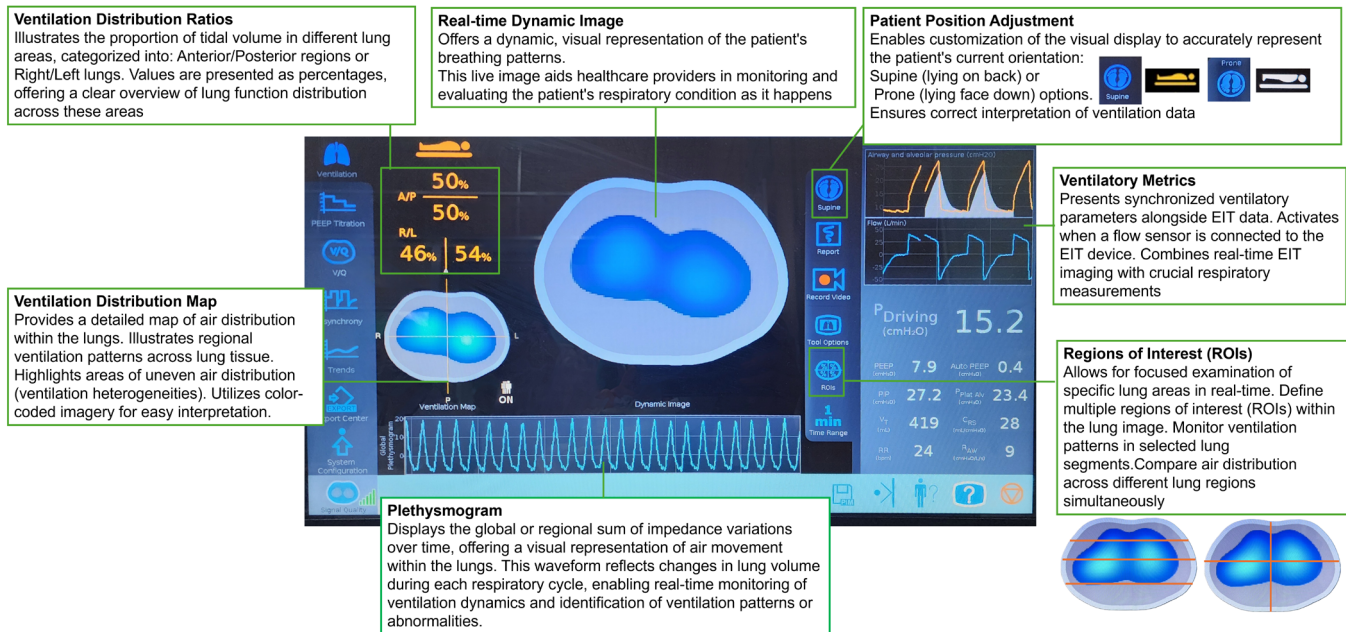 Ventilation Distribution Ratios
Illustrates the proportion of tidal volume in different lung
areas, categorized into: Anterior/Posterior regions or
Right/Left lungs. Values are presented as percentages,
offering a clear overview of lung function distribution
across these areas
Real-time Dynamic Image
Offers a dynamic, visual representation of the patient's
breathing patterns.
This live image aids healthcare providers in monitoring and
evaluating the patient's respiratory condition as it happens
Patient Position Adjustment
Enables customization of the visual display to accurately represent
the patient's current orientation:
Supine (lying on back) or
Prone (lying face down) options.
Ensures correct interpretation of ventilation data
Supine
Prone
Ventilation
PEEP Titration
V/Q
V/Q
synchrony
Trends
EXPORT
port Center
System
Configuration
Signal Quality
A/P
50%
50%
R/L
46% 54%
A
R
L
P
Ventilation Map
ON
Dynamic Image
Global
Plethysmogram
20
10
0
Supine
Report
Record Video
Tool Options
ROIs
1
min
Time Range
Airway and alveolar pressure (cmH2O)
Flow (L/min)
50
25
0
-50
PDriving
(cmH₂O)
15.2
PEEP 7.9 Auto PEEP 0.4
PIP 27.2 PPlat Alv 23.4
VT 419 CRS 28
RR 24 RAW 9
Ventilatory Metrics
Presents synchronized ventilatory
parameters alongside EIT data. Activates
when a flow sensor is connected to the
EIT device. Combines real-time EIT
imaging with crucial respiratory
measurements
Ventilation Distribution Map
Provides a detailed map of air distribution
within the lungs. Illustrates regional
ventilation patterns across lung tissue.
Highlights areas of uneven air distribution
(ventilation heterogeneities). Utilizes color-
coded imagery for easy interpretation.
Regions of Interest (ROIs)
Allows for focused examination of
specific lung areas in real-time. Define
multiple regions of interest (ROIs) within
the lung image. Monitor ventilation
patterns in selected lung
segments.Compare air distribution
across different lung regions
simultaneously
Plethysmogram
Displays the global or regional sum of impedance variations
over time, offering a visual representation of air movement
within the lungs. This waveform reflects changes in lung volume
during each respiratory cycle, enabling real-time monitoring of
ventilation dynamics and identification of ventilation patterns or
abnormalities.